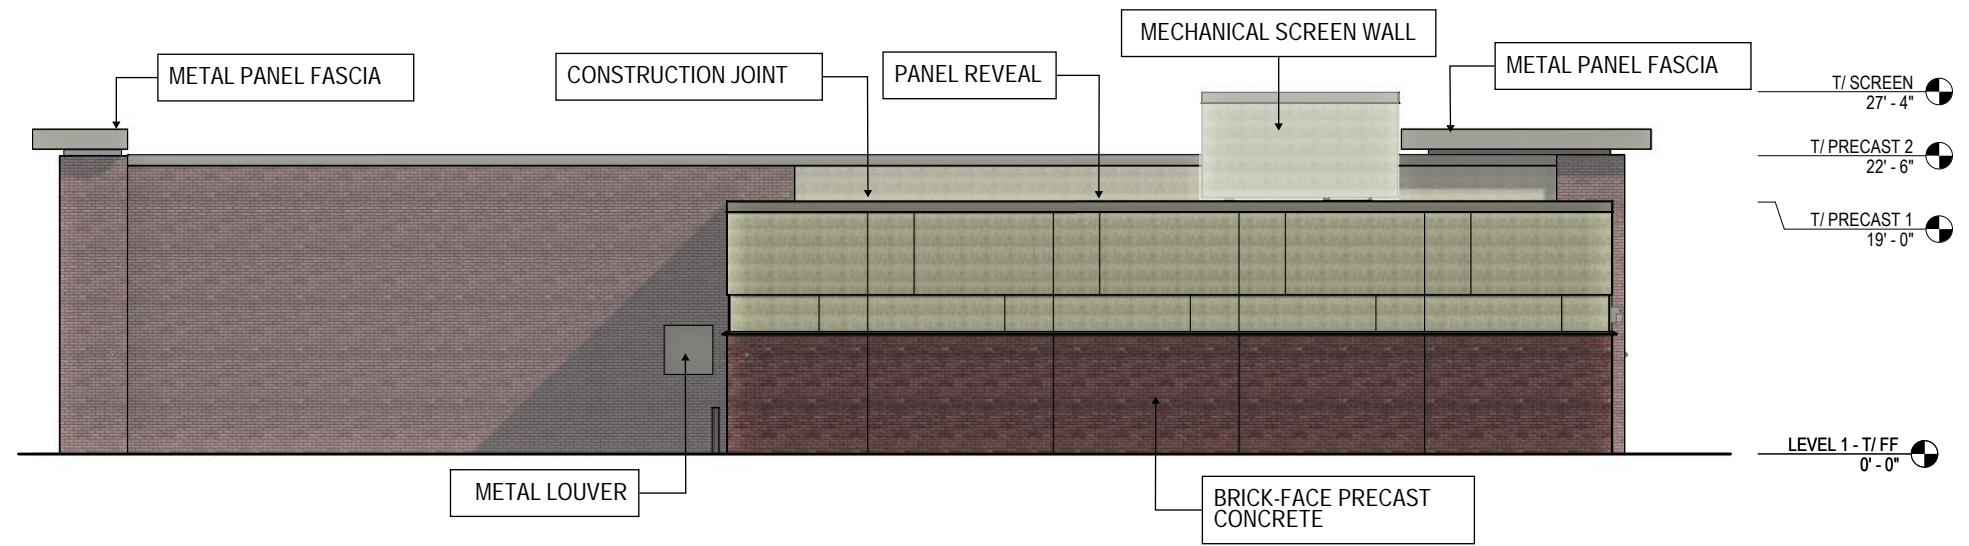 MECHANICAL SCREEN WALL
METAL PANEL FASCIA
CONSTRUCTION JOINT
PANEL REVEAL
METAL PANEL FASCIA
T/ SCREEN
27' - 4"
T/ PRECAST 2
22' - 6"
T/ PRECAST 1
19' - 0"
LEVEL 1 - T/ FF
0' - 0"
METAL LOUVER
BRICK-FACE PRECAST
CONCRETE